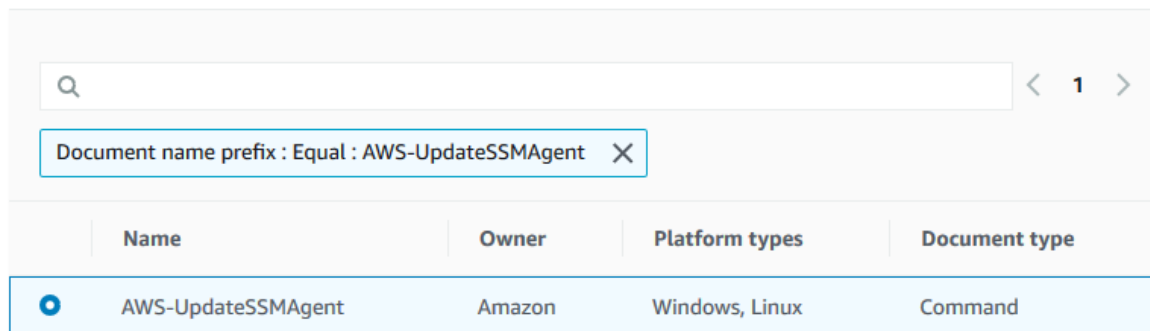 1
Document name prefix : Equal : AWS-UpdateSSMAgent
Name Owner Platform types Document type
AWS-UpdateSSMAgent Amazon Windows, Linux Command